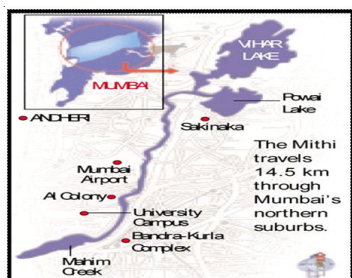 VIHAR
LAKE
MUMBAI
Powai
Lake
ANDHERI
Sakinaka
The Mithi
travels
14.5 km
through
Mumbai's
northern
suburbs.
Mumbai
Airport
AI Colony
University
Campus
Bandra-Kurla
Complex
Mahim
Creek